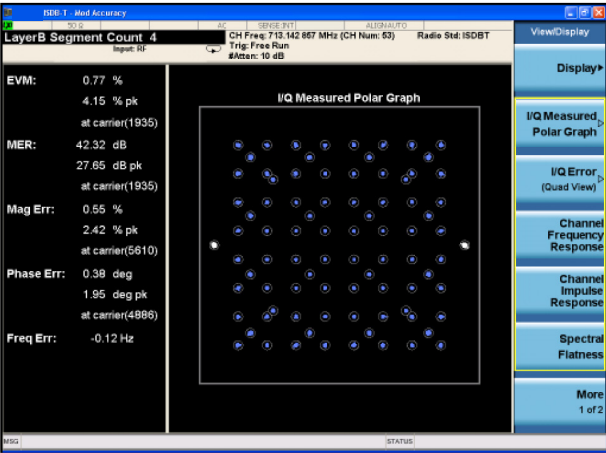 ISDB-T - Mod Accuracy
50 Ω
AC
SENSE:INT
ALIGNAUTO
LayerB Segment Count 4
Input: RF
CH Freq: 713.142 857 MHz (CH Num: 53)
Radio Std: ISDBT
Trig: Free Run
#Atten: 10 dB
EVM: 0.77 %
4.15 % pk
at carrier(1935)
MER: 42.32 dB
27.65 dB pk
at carrier(1935)
Mag Err: 0.55 %
2.42 % pk
at carrier(5610)
Phase Err: 0.38 deg
1.95 deg pk
at carrier(4886)
Freq Err: -0.12 Hz
I/Q Measured Polar Graph
View/Display
Display
I/Q Measured
Polar Graph
I/Q Error
(Quad View)
Channel
Frequency
Response
Channel
Impulse
Response
Spectral
Flatness
More
1 of 2
MSG
STATUS